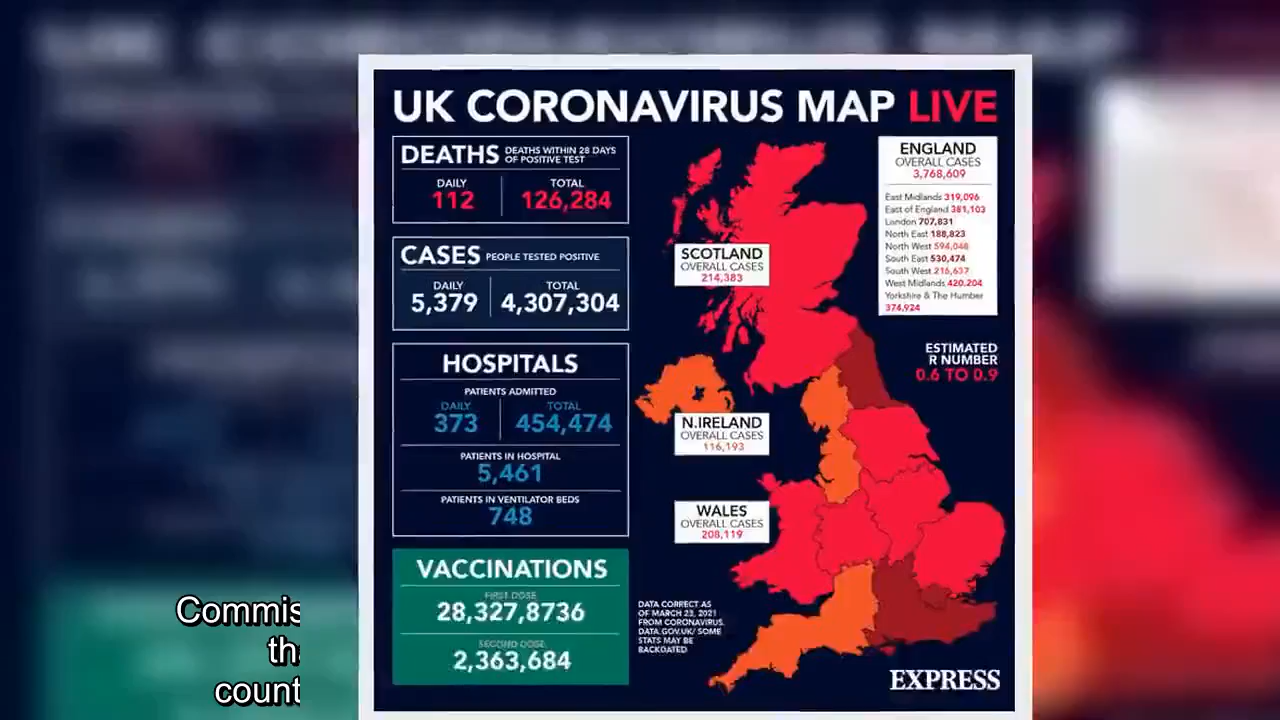 UK CORONAVIRUS MAP LIVE
DEATHS DEATHS WITHIN 28 DAYS
OF POSITIVE TEST
DAILY TOTAL
112 126,284
CASES PEOPLE TESTED POSITIVE
DAILY TOTAL
5,379 4,307,304
HOSPITALS
PATIENTS ADMITTED
DAILY TOTAL
373 454,474
PATIENTS IN HOSPITAL
5,461
PATIENTS IN VENTILATOR BEDS
748
VACCINATIONS
FIRST DOSE
28,327,8736
SECOND DOSE
2,363,684
SCOTLAND
OVERALL CASES
214,383
N.IRELAND
OVERALL CASES
116,193
WALES
OVERALL CASES
208,119
ENGLAND
OVERALL CASES
3,768,609
East Midlands 319,096
East of England 381,103
London 707,831
North East 188,823
North West 594,046
South East 530,474
South West 216,637
West Midlands 420,204
Yorkshire & The Humber
374,924
ESTIMATED
R NUMBER
0.6 TO 0.9
DATA CORRECT AS
OF MARCH 23, 2021
FROM CORONAVIRUS.
DATA.GOV.UK/ SOME
STATS MAY BE
BACKDATED
EXPRESS
Commis
th
count